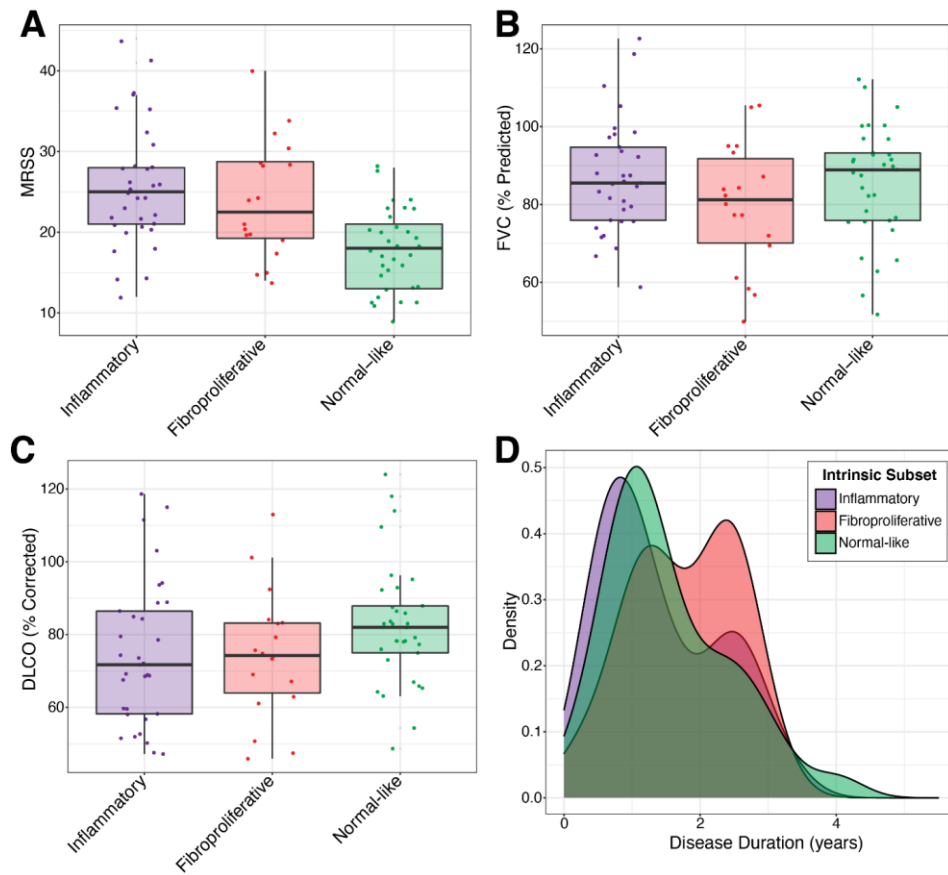 A
MRSS
40
30
20
10
Inflammatory
Fibroproliferative
Normal–like
B
FVC (% Predicted)
120
100
80
60
Inflammatory
Fibroproliferative
Normal–like
C
DLCO (% Corrected)
120
100
80
60
Inflammatory
Fibroproliferative
Normal–like
D
Density
0.5
0.4
0.3
0.2
0.1
0.0
0
2
4
Disease Duration (years)
Intrinsic Subset
Inflammatory
Fibroproliferative
Normal-like